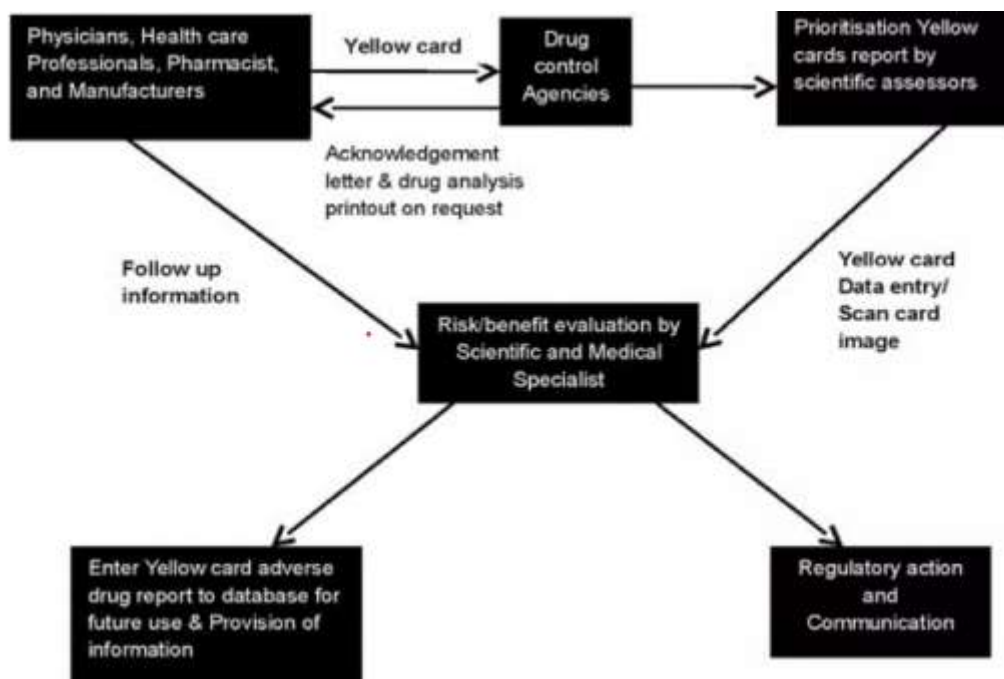 Physicians, Health care
Professionals, Pharmacist,
and Manufacturers
Yellow card
Drug
control
Agencies
Prioritisation Yellow
cards report by
scientific assessors
Acknowledgement
letter & drug analysis
printout on request
Follow up
information
Yellow card
Data entry/
Scan card
image
Risk/benefit evaluation by
Scientific and Medical
Specialist
Enter Yellow card adverse
drug report to database for
future use & Provision of
information
Regulatory action
and
Communication